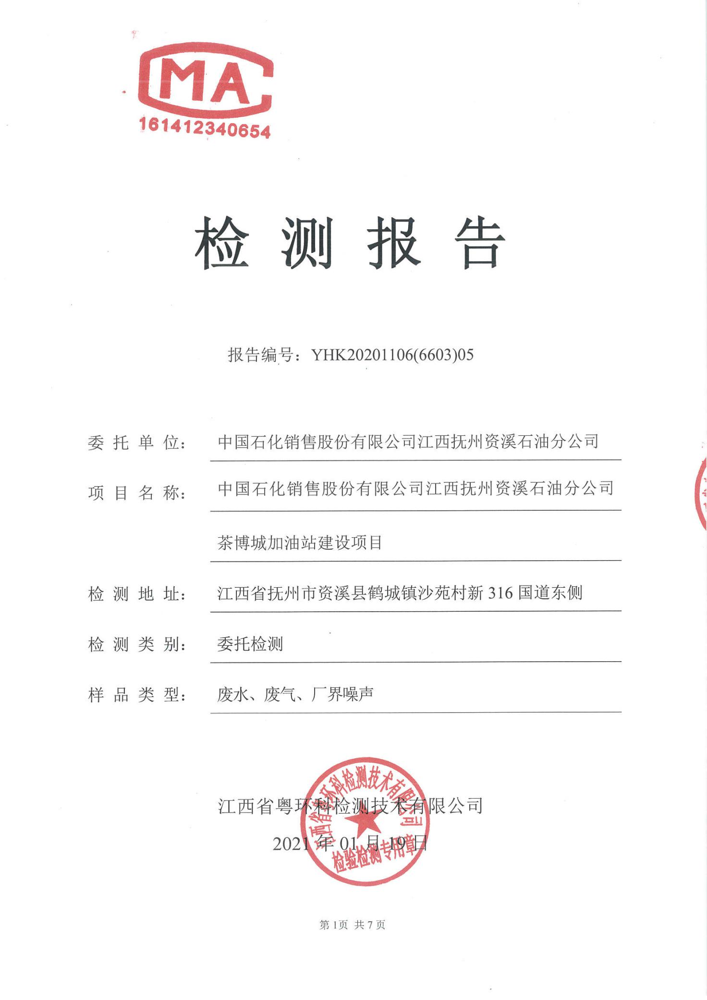 MA
161412340654
检测报告
报告编号：YHK20201106(6603)05
委托单位： 中国石化销售股份有限公司江西抚州资溪石油分公司
项目名称： 中国石化销售股份有限公司江西抚州资溪石油分公司
茶博城加油站建设项目
检测地址： 江西省抚州市资溪县鹤城镇沙苑村新 316 国道东侧
检测类别： 委托检测
样品类型： 废水、废气、厂界噪声
江西省粤环科检测技术有限公司
江西省粤环科检测技术有限公司
2021 年 01 月 19 日
检验检测专用章
第 1页 共 7 页